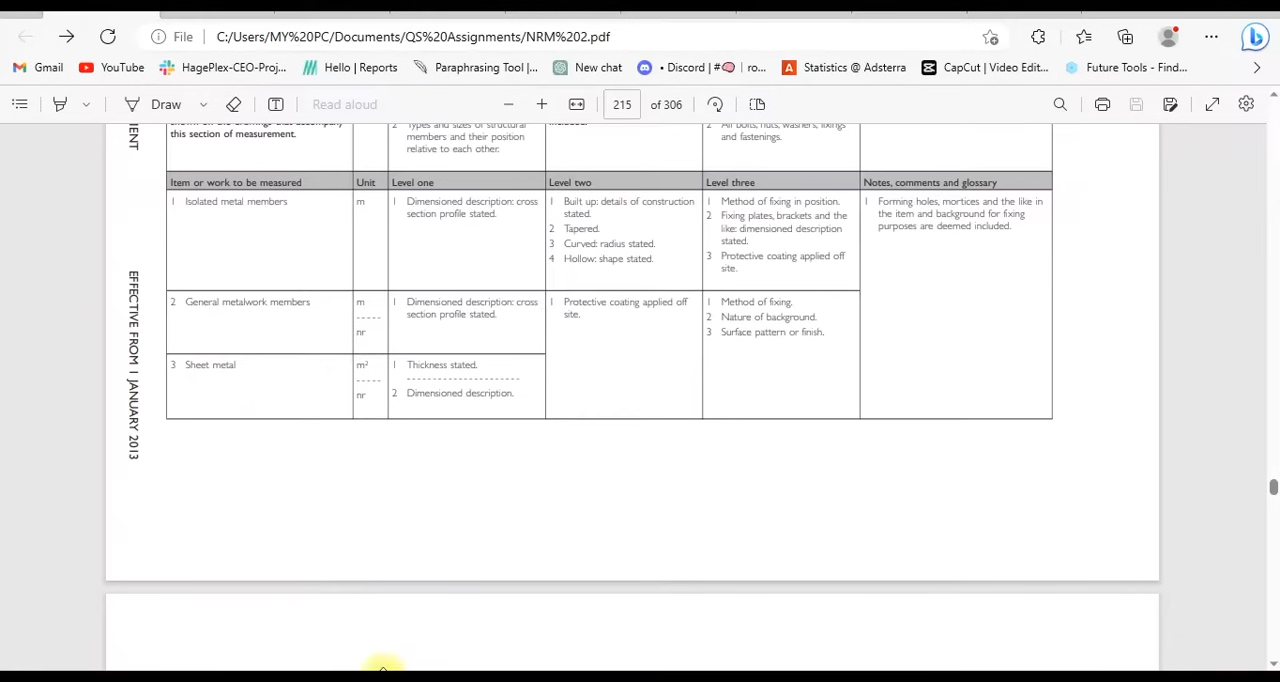 File C:/Users/MY%20PC/Documents/QS%20Assignments/NRM%202.pdf
Gmail YouTube HagePlex-CEO-Proj... Hello | Reports Paraphrasing Tool |... New chat Discord | #🧠 | ro... Statistics @ Adsterra CapCut | Video Edit... Future Tools - Find...
Draw Read aloud 215 of 306
this section of measurement.
2 Types and sizes of structural
members and their position
relative to each other.
2 All bolts, nuts, washers, fixings
and fastenings.
Item or work to be measured Unit Level one Level two Level three Notes, comments and glossary
1 Isolated metal members
m
1 Dimensioned description: cross
section profile stated.
1 Built up: details of construction
stated.
2 Tapered.
3 Curved: radius stated.
4 Hollow: shape stated.
1 Method of fixing in position.
2 Fixing plates, brackets and the
like: dimensioned description
stated.
3 Protective coating applied off
site.
1 Forming holes, mortices and the like in
the item and background for fixing
purposes are deemed included.
2 General metalwork members
m
nr
1 Dimensioned description: cross
section profile stated.
1 Protective coating applied off
site.
1 Method of fixing.
2 Nature of background.
3 Surface pattern or finish.
3 Sheet metal
m²
nr
1 Thickness stated.
2 Dimensioned description.
EFFECTIVE FROM 1 JANUARY 2013